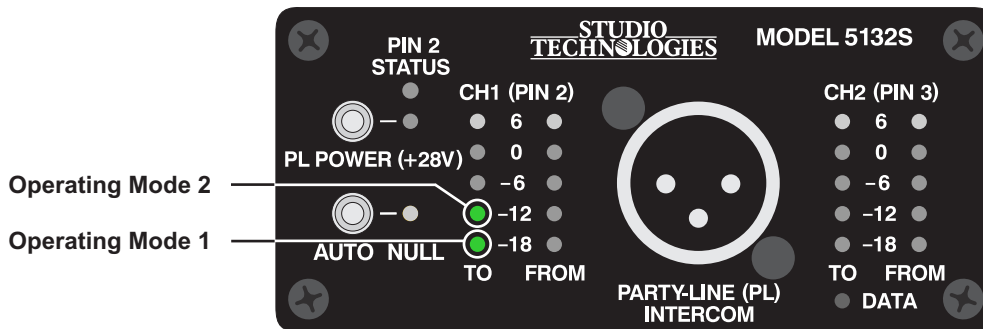 STUDIO
TECHNOLOGIES
MODEL 5132S
PIN 2
STATUS
CH1 (PIN 2)
CH2 (PIN 3)
6
6
0
0
PL POWER (+28V)
-6
-6
Operating Mode 2
-12
-12
Operating Mode 1
AUTO NULL
-18
-18
TO FROM
TO FROM
PARTY-LINE (PL)
INTERCOM
DATA